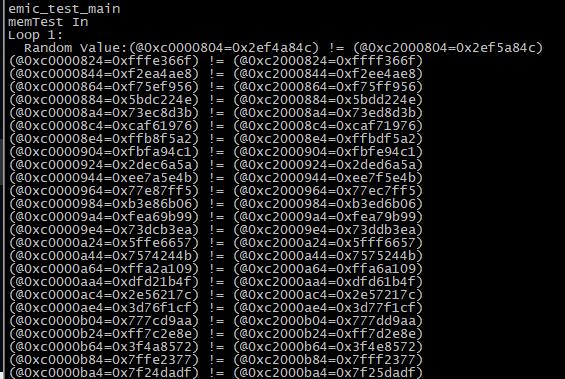 emic_test_main
memTest In
Loop 1:
  Random Value:(@0xc0000804=0x2ef4a84c) != (@0xc2000804=0x2ef5a84c)
(@0xc0000824=0xfffe366f) != (@0xc2000824=0xffff366f)
(@0xc0000844=0xf2ea4ae8) != (@0xc2000844=0xf2ee4ae8)
(@0xc0000864=0xf75ef956) != (@0xc2000864=0xf75ff956)
(@0xc0000884=0x5bdc224e) != (@0xc2000884=0x5bdd224e)
(@0xc00008a4=0x73ec8d3b) != (@0xc20008a4=0x73ed8d3b)
(@0xc00008c4=0xcaf61976) != (@0xc20008c4=0xcaf71976)
(@0xc00008e4=0xffb8f5a2) != (@0xc20008e4=0xffbdf5a2)
(@0xc0000904=0xfbfa94c1) != (@0xc2000904=0xfbfe94c1)
(@0xc0000924=0x2dec6a5a) != (@0xc2000924=0x2ded6a5a)
(@0xc0000944=0xee7a5e4b) != (@0xc2000944=0xee7f5e4b)
(@0xc0000964=0x77e87ff5) != (@0xc2000964=0x77ec7ff5)
(@0xc0000984=0xb3e86b06) != (@0xc2000984=0xb3ed6b06)
(@0xc00009a4=0xfea69b99) != (@0xc20009a4=0xfea79b99)
(@0xc00009e4=0x73dcb3ea) != (@0xc20009e4=0x73ddb3ea)
(@0xc0000a24=0x5ffe6657) != (@0xc2000a24=0x5fff6657)
(@0xc0000a44=0x7574244b) != (@0xc2000a44=0x7575244b)
(@0xc0000a64=0xffa2a109) != (@0xc2000a64=0xffa6a109)
(@0xc0000aa4=0xdfd21b4f) != (@0xc2000aa4=0xdfd61b4f)
(@0xc0000ac4=0x2e56217c) != (@0xc2000ac4=0x2e57217c)
(@0xc0000ae4=0x3d76f1cf) != (@0xc2000ae4=0x3d77f1cf)
(@0xc0000b04=0x777cd9aa) != (@0xc2000b04=0x777dd9aa)
(@0xc0000b24=0xff7c2e8e) != (@0xc2000b24=0xff7d2e8e)
(@0xc0000b64=0x3f4a8572) != (@0xc2000b64=0x3f4e8572)
(@0xc0000b84=0x7ffe2377) != (@0xc2000b84=0x7fff2377)
(@0xc0000ba4=0x7f24dadf) != (@0xc2000ba4=0x7f25dadf)